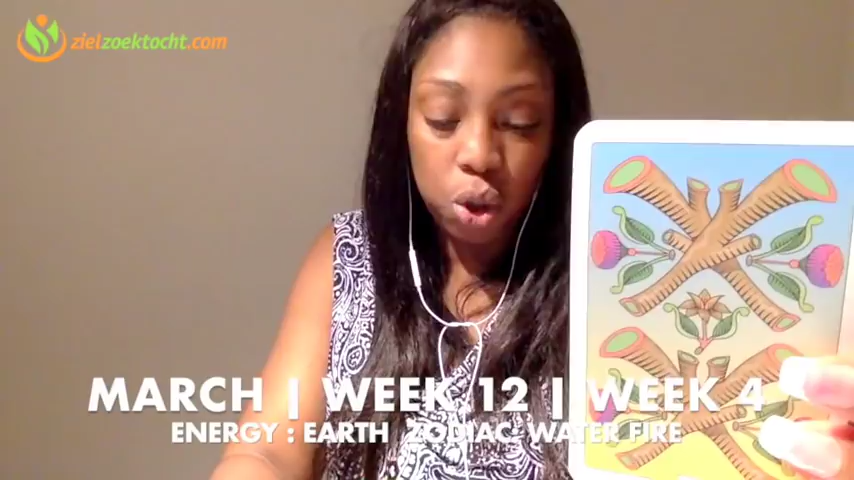 zielzoektocht.com
MARCH | WEEK 12 | WEEK 4
ENERGY : EARTH ZODIAC : WATER FIRE